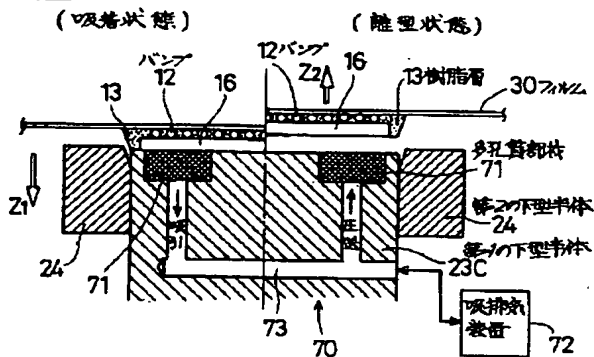 (吸着状態)
(離型状態)
バンプ
12
16
12バンプ
Z2
16
13樹脂層
30フィルム
13
多孔質部材
71
Z1
第2の下型半体
24
吸引
圧送
第1の下型半体
23C
24
71
73
70
吸排気
装置
72